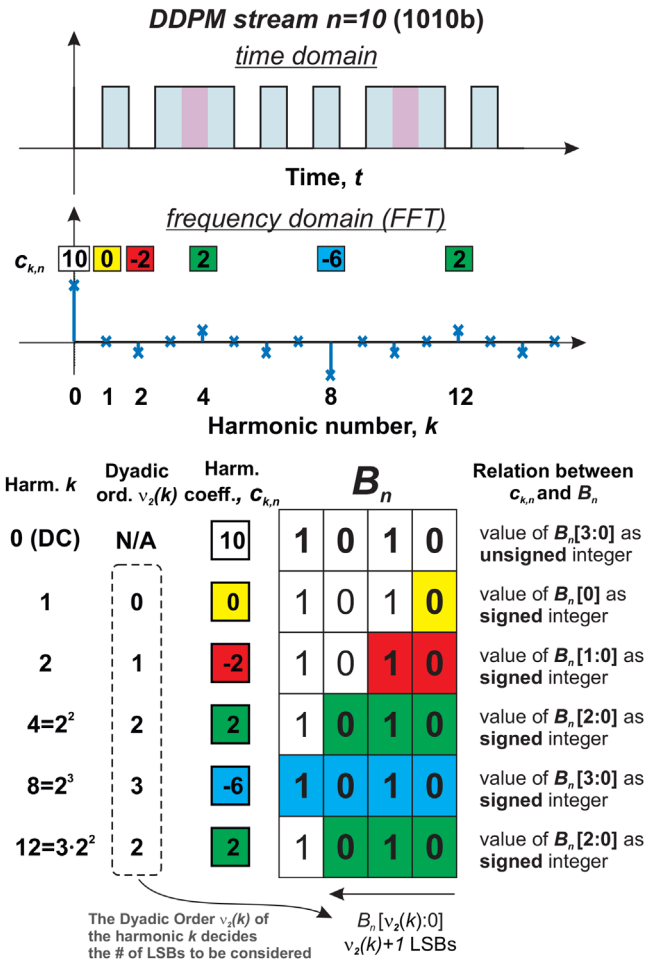 DDPM stream n=10 (1010b)
time domain
Time, t
frequency domain (FFT)
c_{k,n} 10 0 -2 2 -6 2
0 1 2 4 8 12
Harmonic number, k
Harm. k
Dyadic
ord. ν₂(k)
Harm.
coeff., c_{k,n}
B_n
Relation between
c_{k,n} and B_n
0 (DC) N/A 10 1 0 1 0
value of B_n[3:0] as
unsigned integer
1 0 0 1 0 1 0
value of B_n[0] as
signed integer
2 1 -2 1 0 1 0
value of B_n[1:0] as
signed integer
4=2² 2 2 1 0 1 0
value of B_n[2:0] as
signed integer
8=2³ 3 -6 1 0 1 0
value of B_n[3:0] as
signed integer
12=3·2² 2 2 1 0 1 0
value of B_n[2:0] as
signed integer
The Dyadic Order ν₂(k) of
the harmonic k decides
the # of LSBs to be considered
B_n[ν₂(k):0]
ν₂(k)+1 LSBs